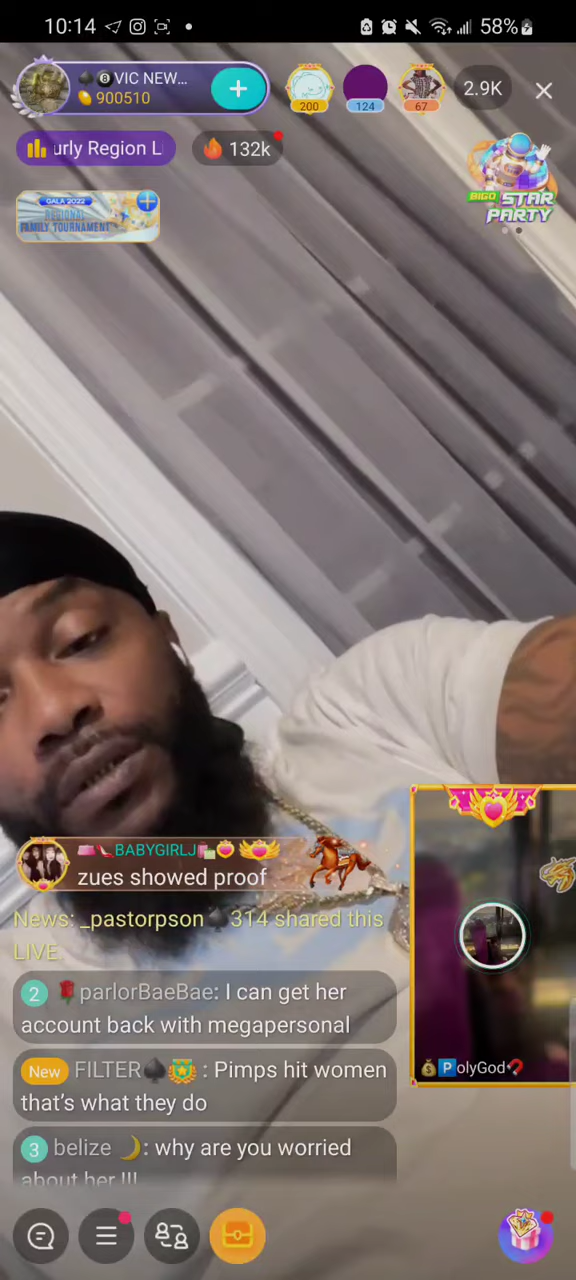 10:14
58%
VIC NEW...
900510
200
124
67
2.9K
urly Region L
132k
GALA 2022
REGIONAL
FAMILY TOURNAMENT
BIGO STAR
PARTY
BABYGIRLJ
zues showed proof
News: _pastorpson♠314 shared this
LIVE.
2 🌹parlorBaeBae: I can get her
account back with megapersonal
New FILTER♠ : Pimps hit women
that's what they do
3 belize 🌙: why are you worried
about her !!!
💰🅿olyGod